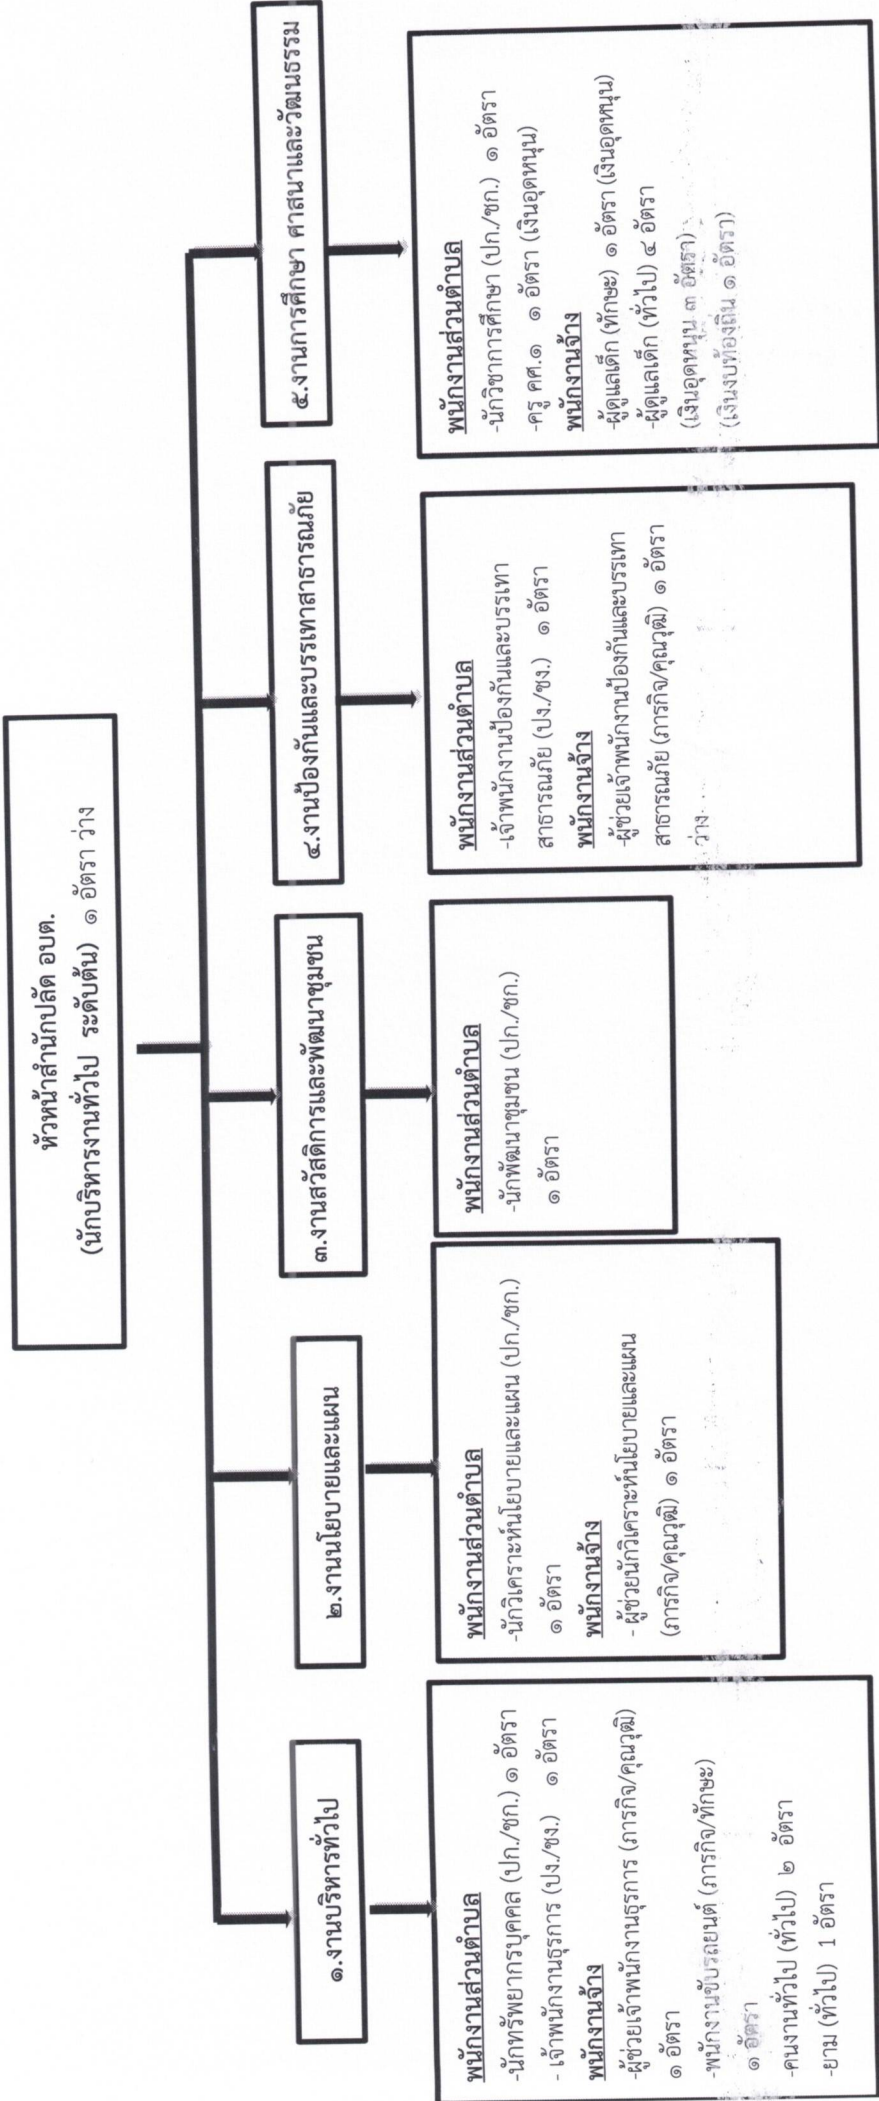 หัวหน้าสำนักปลัด อบต.
(นักบริหารงานทั่วไป ระดับต้น) ๑ อัตรา ว่าง
๑.งานบริหารทั่วไป
พนักงานส่วนตำบล
-นักทรัพยากรบุคคล (ปก./ชก.) ๑ อัตรา
- เจ้าพนักงานธุรการ (ปง./ชง.) ๑ อัตรา
พนักงานจ้าง
-ผู้ช่วยเจ้าพนักงานธุรการ (ภารกิจ/คุณวุฒิ)
๑ อัตรา
-พนักงานขับรถยนต์ (ภารกิจ/ทักษะ)
๑ อัตรา
-คนงานทั่วไป (ทั่วไป) ๒ อัตรา
-ยาม (ทั่วไป) 1 อัตรา
๒.งานนโยบายและแผน
พนักงานส่วนตำบล
-นักวิเคราะห์นโยบายและแผน (ปก./ชก.)
๑ อัตรา
พนักงานจ้าง
- ผู้ช่วยนักวิเคราะห์นโยบายและแผน
(ภารกิจ/คุณวุฒิ) ๑ อัตรา
๓.งานสวัสดิการและพัฒนาชุมชน
พนักงานส่วนตำบล
-นักพัฒนาชุมชน (ปก./ชก.)
๑ อัตรา
๔.งานป้องกันและบรรเทาสาธารณภัย
พนักงานส่วนตำบล
-เจ้าพนักงานป้องกันและบรรเทา
สาธารณภัย (ปง./ชง.) ๑ อัตรา
พนักงานจ้าง
-ผู้ช่วยเจ้าพนักงานป้องกันและบรรเทา
สาธารณภัย (ภารกิจ/คุณวุฒิ) ๑ อัตรา
ว่าง
๕.งานการศึกษา ศาสนาและวัฒนธรรม
พนักงานส่วนตำบล
-นักวิชาการศึกษา (ปก./ชก.) ๑ อัตรา
-ครู คศ.๑ ๑ อัตรา (เงินอุดหนุน)
พนักงานจ้าง
-ผู้ดูแลเด็ก (ทักษะ) ๑ อัตรา (เงินอุดหนุน)
-ผู้ดูแลเด็ก (ทั่วไป) ๔ อัตรา
(เงินอุดหนุน ๓ อัตรา)
(เงินงบท้องถิ่น ๑ อัตรา)